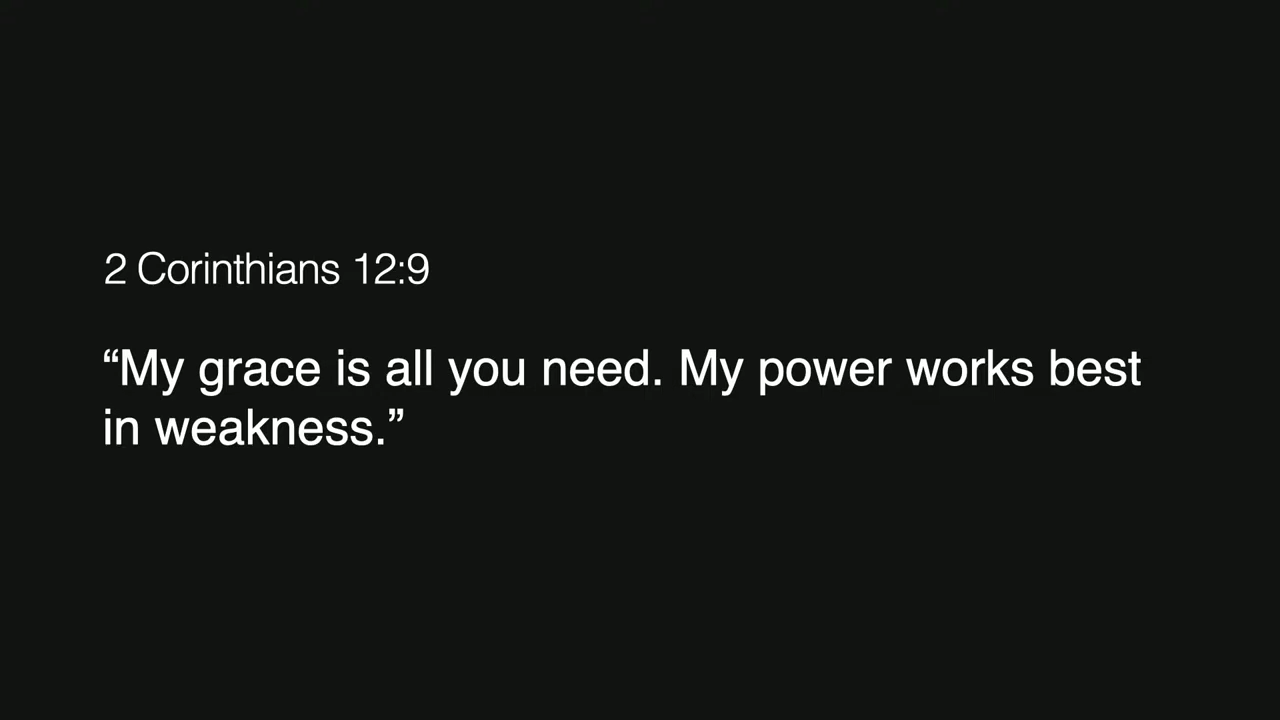 2 Corinthians 12:9
“My grace is all you need. My power works best
in weakness.”